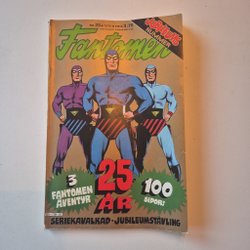 Fantomen
25
ÅR
3
FANTOMEN
ÄVENTYR
100
SIDOR!
SERIEKAVALKAD · JUBILEUMSTÄVLING